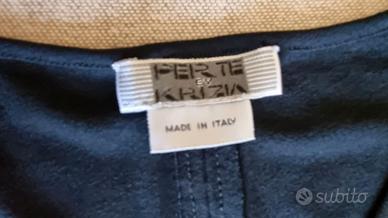 PER TE
BY
KRIZIA
MADE IN ITALY
subito